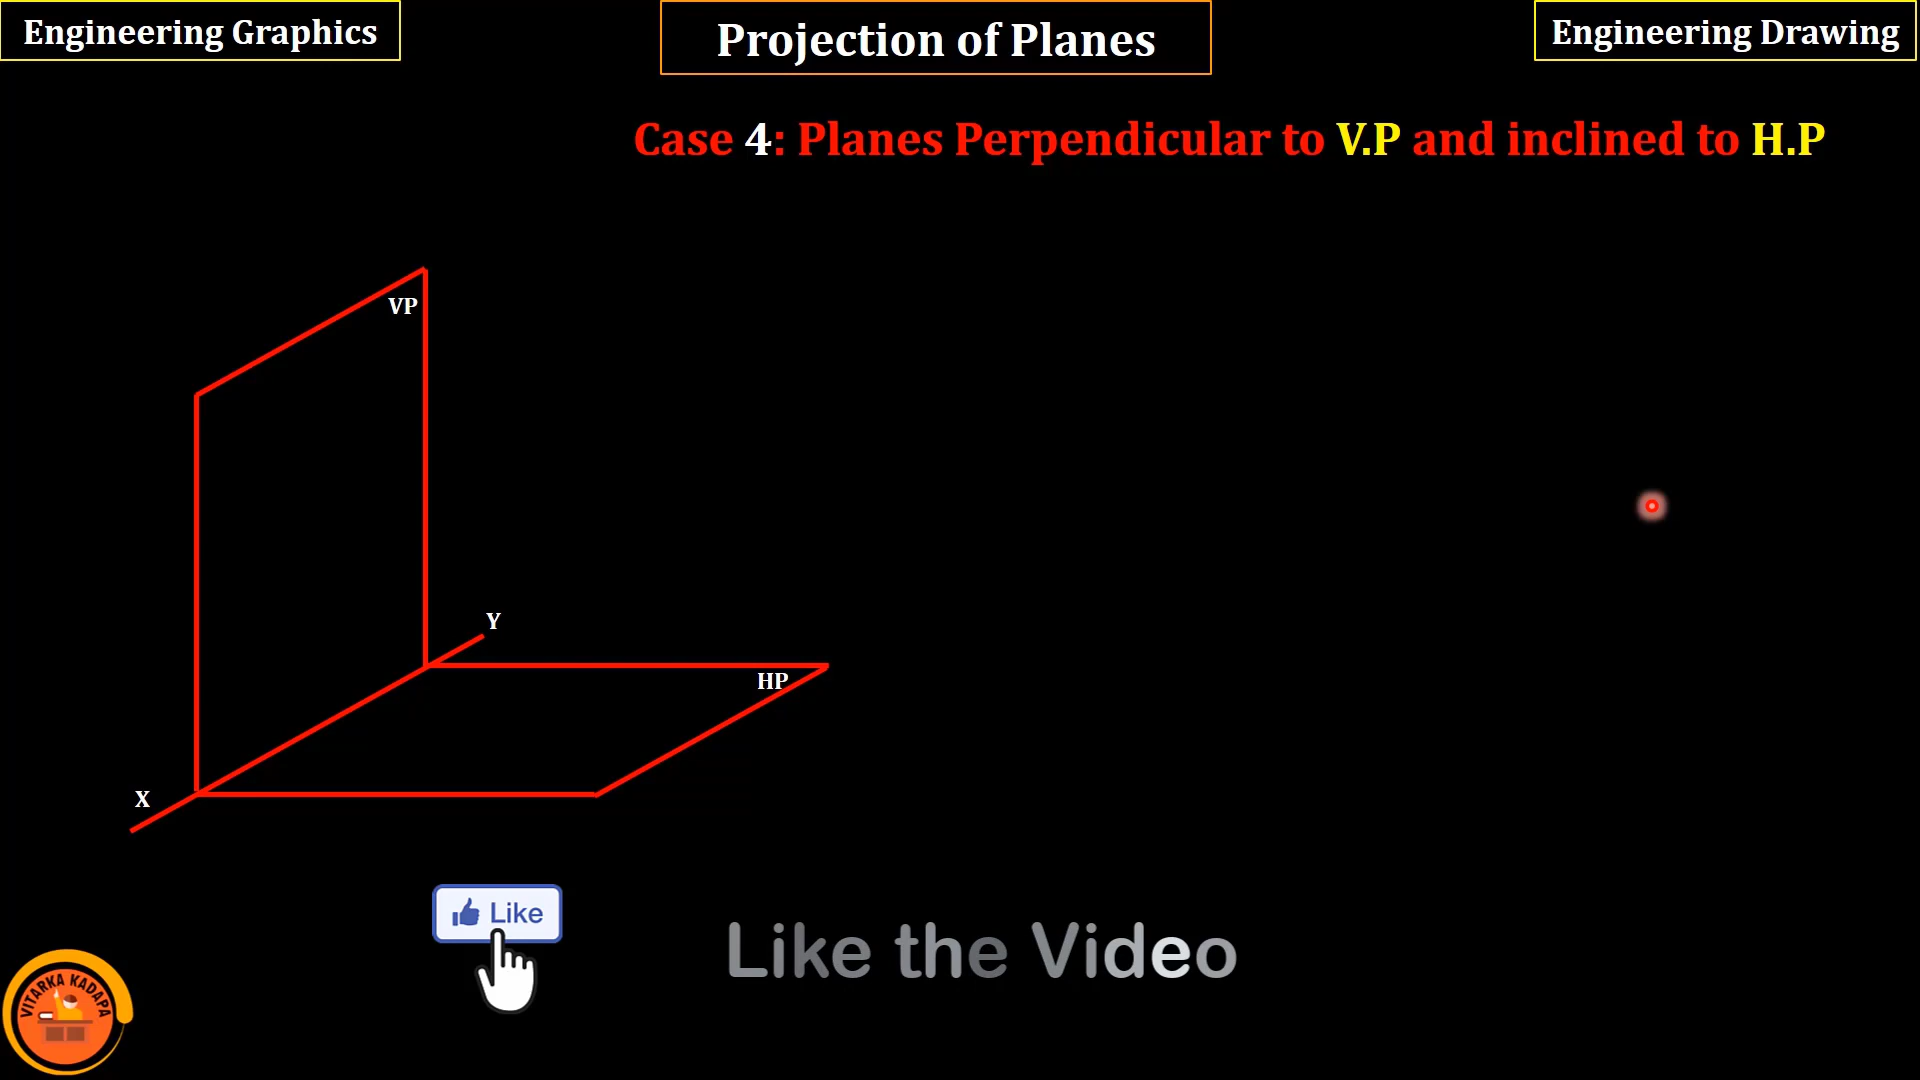 Engineering Graphics
Projection of Planes
Engineering Drawing
Case 4: Planes Perpendicular to V.P and inclined to H.P
VP
Y
HP
X
Like
Like the Video
VITARKA KADAPA